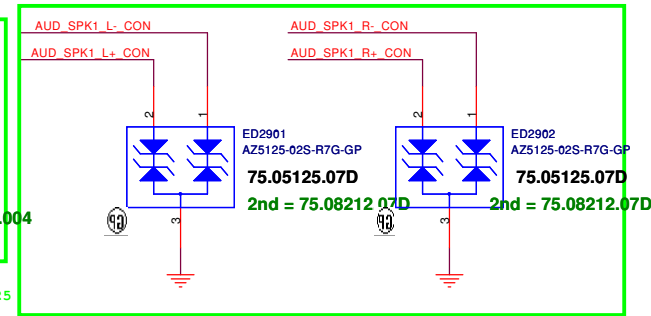 AUD_SPK1_L-_CON
AUD_SPK1_R-_CON
AUD_SPK1_L+_CON
AUD_SPK1_R+_CON
2
1
2
1
ED2901
AZ5125-02S-R7G-GP
ED2902
AZ5125-02S-R7G-GP
75.05125.07D
75.05125.07D
2nd = 75.08212.07D
2nd = 75.08212.07D
.004
3
3